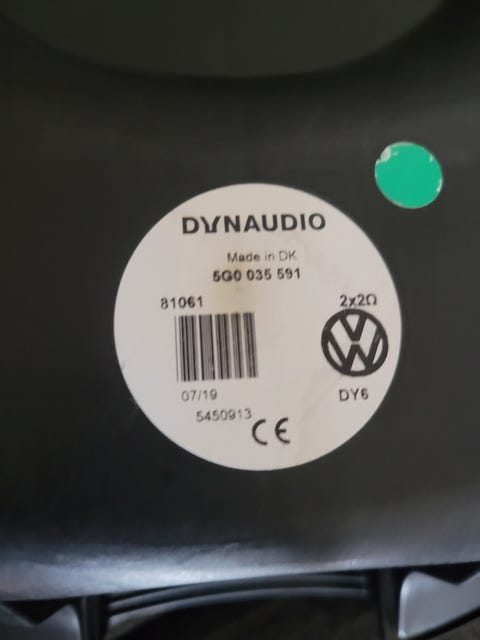 DYNAUDIO
Made in DK
5G0 035 591
81061
2x2Ω
07/19
DY6
5450913
CE